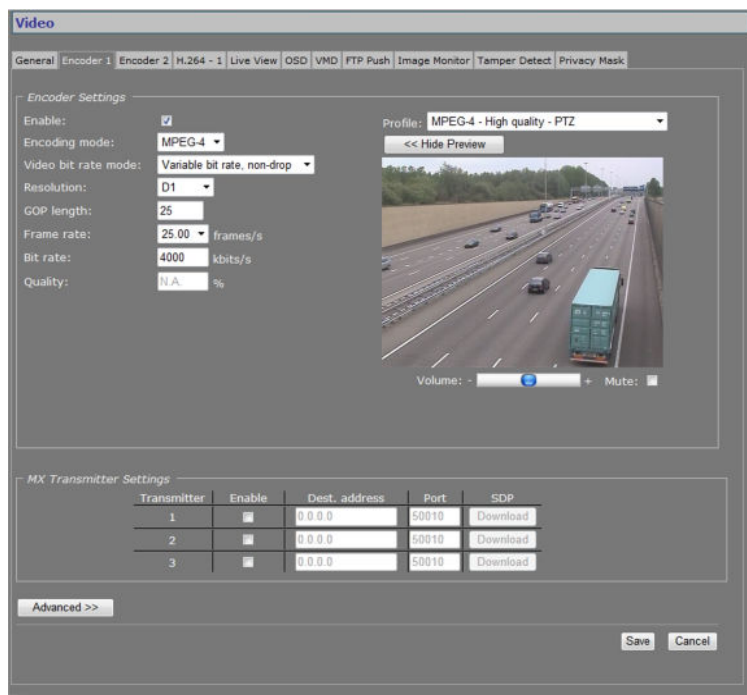 Video
General Encoder 1 Encoder 2 H.264 - 1 Live View OSD VMD FTP Push Image Monitor Tamper Detect Privacy Mask
Encoder Settings
Enable:
Profile: MPEG-4 - High quality - PTZ
Encoding mode: MPEG-4
<< Hide Preview
Video bit rate mode: Variable bit rate, non-drop
Resolution: D1
GOP length: 25
Frame rate: 25.00 frames/s
Bit rate: 4000 kbits/s
Quality: N.A. %
Volume: - + Mute:
MX Transmitter Settings
Transmitter Enable Dest. address Port SDP
1 0.0.0.0 50010 Download
2 0.0.0.0 50010 Download
3 0.0.0.0 50010 Download
Advanced >>
Save Cancel